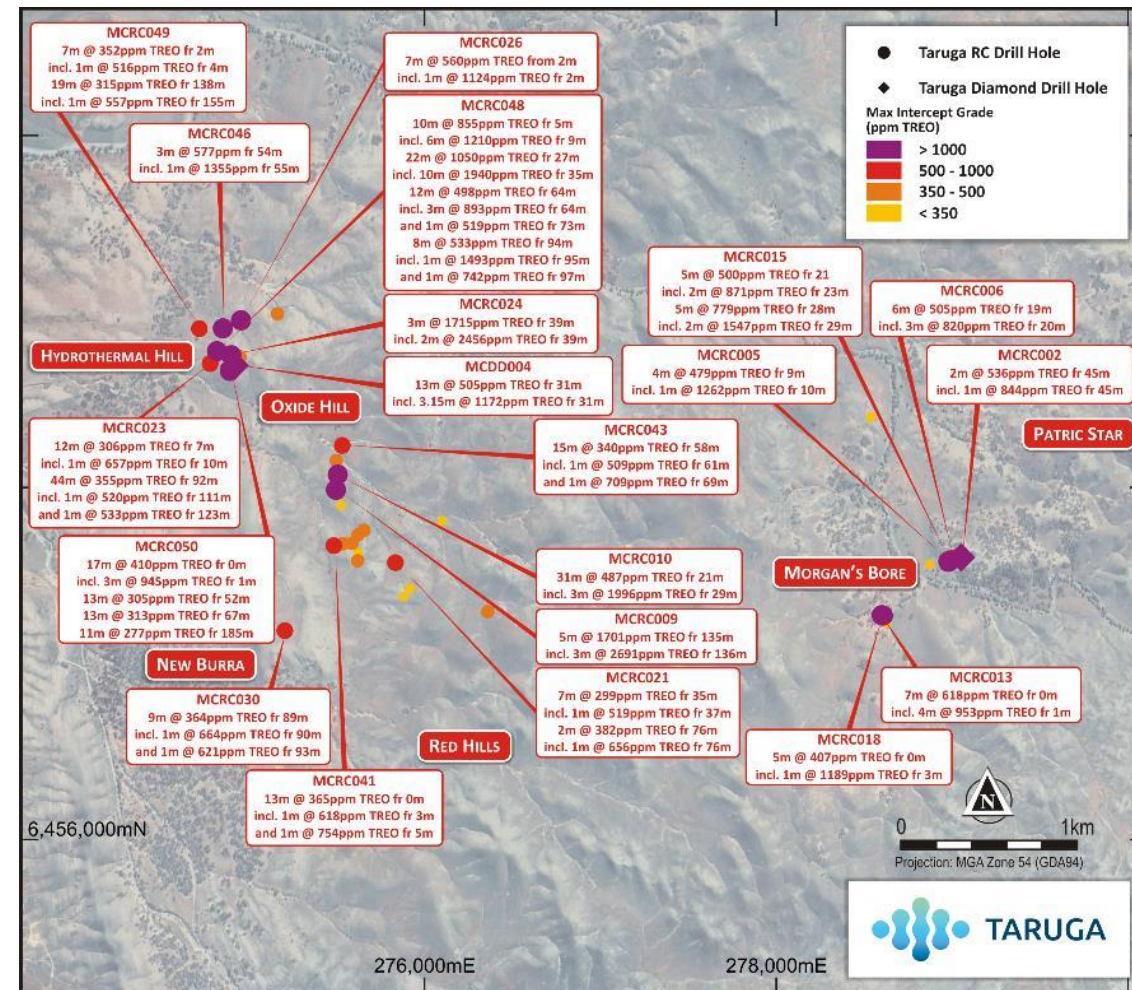 MCRC049
7m @ 352ppm TREO fr 2m
incl. 1m @ 516ppm TREO fr 4m
19m @ 315ppm TREO fr 138m
incl. 1m @ 557ppm TREO fr 155m
MCRC026
7m @ 560ppm TREO from 2m
incl. 1m @ 1124ppm TREO fr 2m
Taruga RC Drill Hole
Taruga Diamond Drill Hole
Max Intercept Grade
(ppm TREO)
> 1000
500 - 1000
350 - 500
< 350
MCRC046
3m @ 577ppm fr 54m
incl. 1m @ 1355ppm fr 55m
MCRC048
10m @ 855ppm TREO fr 5m
incl. 6m @ 1210ppm TREO fr 9m
22m @ 1050ppm TREO fr 27m
incl. 10m @ 1940ppm TREO fr 35m
12m @ 498ppm TREO fr 64m
incl. 3m @ 893ppm TREO fr 64m
and 1m @ 519ppm TREO fr 73m
8m @ 533ppm TREO fr 94m
incl. 1m @ 1493ppm TREO fr 95m
and 1m @ 742ppm TREO fr 97m
MCRC015
5m @ 500ppm TREO fr 21
incl. 2m @ 871ppm TREO fr 23m
5m @ 779ppm TREO fr 28m
incl. 2m @ 1547ppm TREO fr 29m
MCRC006
6m @ 505ppm TREO fr 19m
incl. 3m @ 820ppm TREO fr 20m
MCRC024
3m @ 1715ppm TREO fr 39m
incl. 2m @ 2456ppm TREO fr 39m
MCRC005
4m @ 479ppm TREO fr 9m
incl. 1m @ 1262ppm TREO fr 10m
MCRC002
2m @ 536ppm TREO fr 45m
incl. 1m @ 844ppm TREO fr 45m
HYDROTHERMAL HILL
MCDD004
13m @ 505ppm TREO fr 31m
incl. 3.15m @ 1172ppm TREO fr 31m
OXIDE HILL
PATRIC STAR
MCRC023
12m @ 306ppm TREO fr 7m
incl. 1m @ 657ppm TREO fr 10m
44m @ 355ppm TREO fr 92m
incl. 1m @ 520ppm TREO fr 111m
and 1m @ 533ppm TREO fr 123m
MCRC043
15m @ 340ppm TREO fr 58m
incl. 1m @ 509ppm TREO fr 61m
and 1m @ 709ppm TREO fr 69m
MCRC050
17m @ 410ppm TREO fr 0m
incl. 3m @ 945ppm TREO fr 1m
13m @ 305ppm TREO fr 52m
13m @ 313ppm TREO fr 67m
11m @ 277ppm TREO fr 185m
MCRC010
31m @ 487ppm TREO fr 21m
incl. 3m @ 1996ppm TREO fr 29m
MORGAN'S BORE
MCRC009
5m @ 1701ppm TREO fr 135m
incl. 3m @ 2691ppm TREO fr 136m
NEW BURRA
MCRC030
9m @ 364ppm TREO fr 89m
incl. 1m @ 664ppm TREO fr 90m
and 1m @ 621ppm TREO fr 93m
MCRC021
7m @ 299ppm TREO fr 35m
incl. 1m @ 519ppm TREO fr 37m
2m @ 382ppm TREO fr 76m
incl. 1m @ 656ppm TREO fr 76m
MCRC013
7m @ 618ppm TREO fr 0m
incl. 4m @ 953ppm TREO fr 1m
RED HILLS
MCRC018
5m @ 407ppm TREO fr 0m
incl. 1m @ 1189ppm TREO fr 3m
MCRC041
13m @ 365ppm TREO fr 0m
incl. 1m @ 618ppm TREO fr 3m
and 1m @ 754ppm TREO fr 5m
N
6,456,000mN
0 1km
Projection: MGA Zone 54 (GDA94)
TARUGA
276,000mE
278,000mE